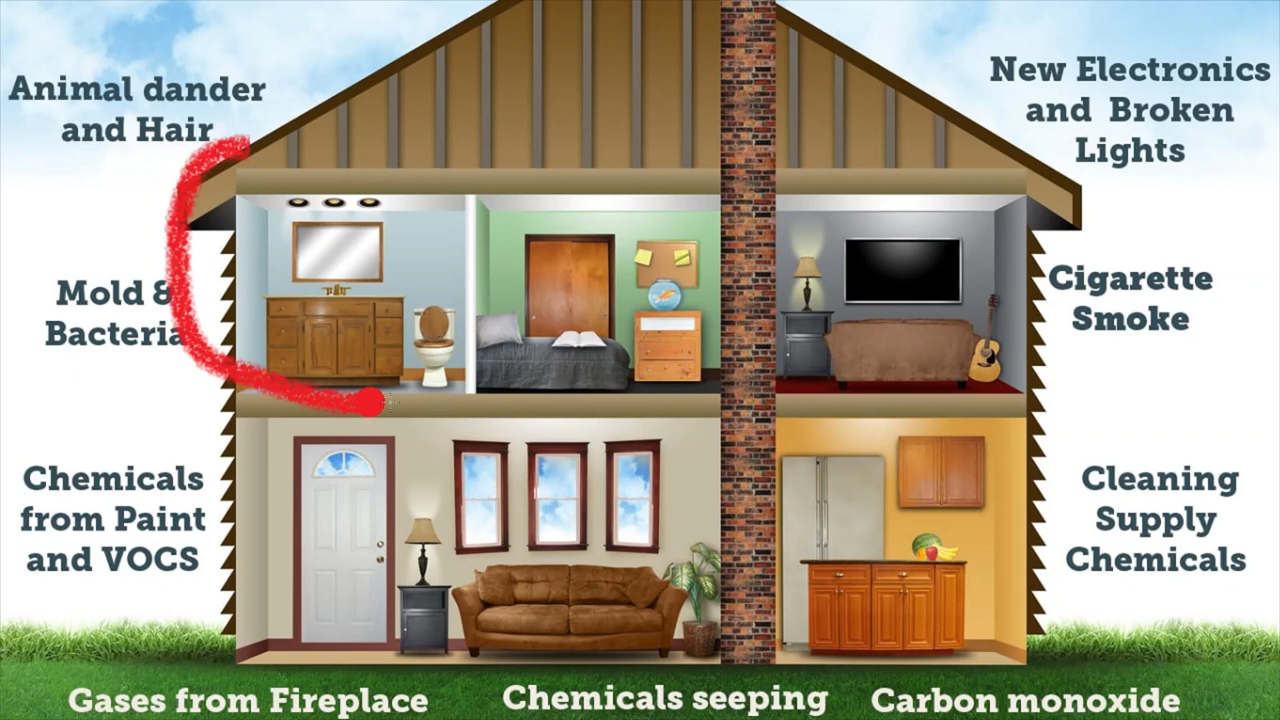 Animal dander
and Hair
New Electronics
and Broken
Lights
Mold &
Bacteria
Cigarette
Smoke
Chemicals
from Paint
and VOCS
Cleaning
Supply
Chemicals
Gases from Fireplace
Chemicals seeping
Carbon monoxide